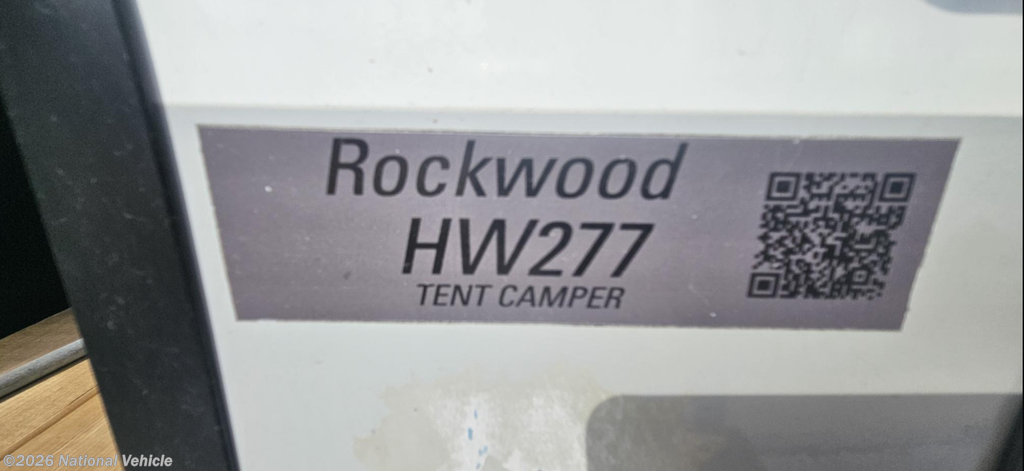 Rockwood
HW277
TENT CAMPER
©2026 National Vehicle